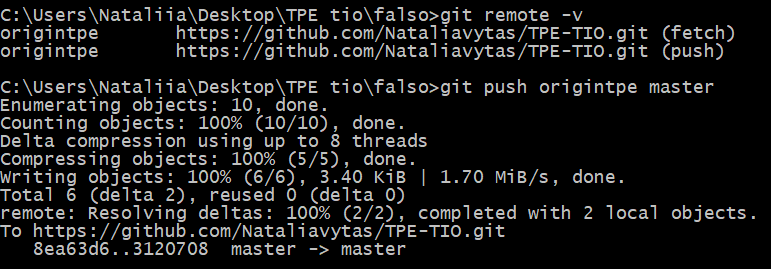 C:\Users\Nataliia\Desktop\TPE tio\falso>git remote -v
origintpe       https://github.com/Nataliavytas/TPE-TIO.git (fetch)
origintpe       https://github.com/Nataliavytas/TPE-TIO.git (push)
C:\Users\Nataliia\Desktop\TPE tio\falso>git push origintpe master
Enumerating objects: 10, done.
Counting objects: 100% (10/10), done.
Delta compression using up to 8 threads
Compressing objects: 100% (5/5), done.
Writing objects: 100% (6/6), 3.40 KiB | 1.70 MiB/s, done.
Total 6 (delta 2), reused 0 (delta 0)
remote: Resolving deltas: 100% (2/2), completed with 2 local objects.
To https://github.com/Nataliavytas/TPE-TIO.git
   8ea63d6..3120708  master -> master